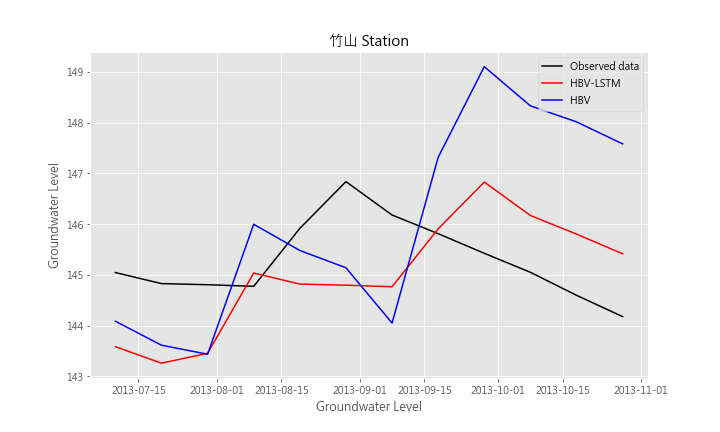 竹山 Station
Observed data
HBV-LSTM
HBV
149
148
147
146
145
144
143
Groundwater Level
2013-07-15
2013-08-01
2013-08-15
2013-09-01
2013-09-15
2013-10-01
2013-10-15
2013-11-01
Groundwater Level